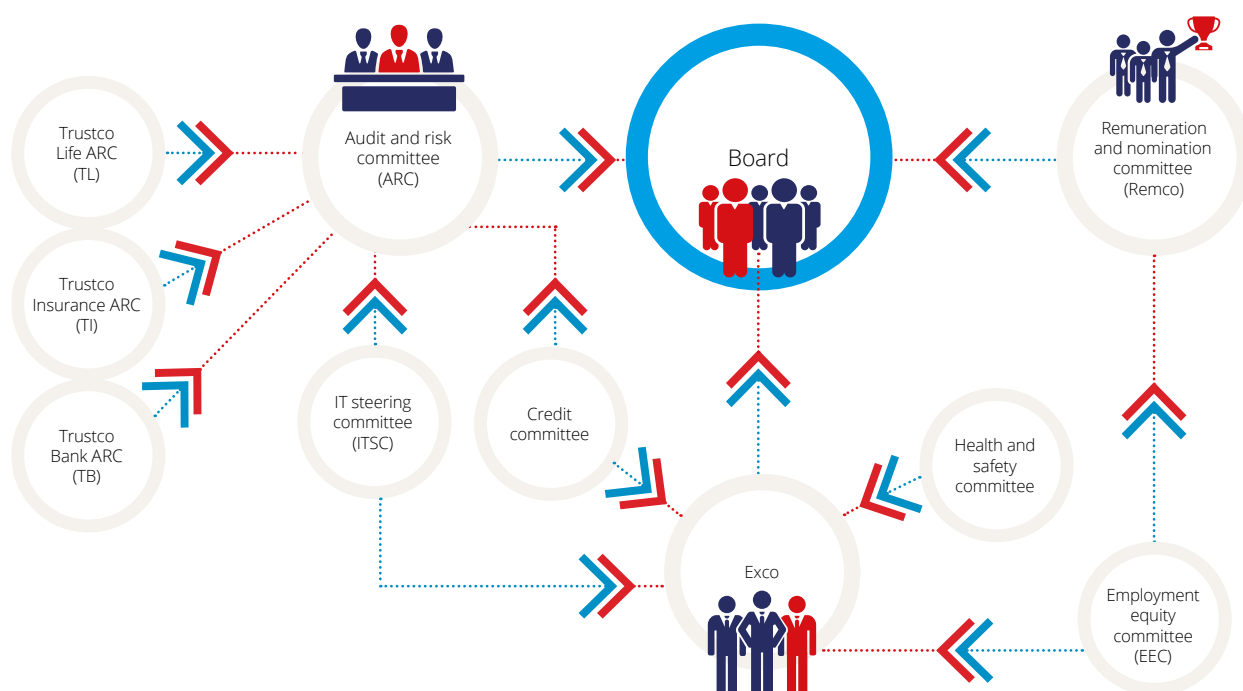 Trustco
Life ARC
(TL)
Audit and risk
committee
(ARC)
Board
Remuneration
and nomination
committee
(Remco)
Trustco
Insurance ARC
(TI)
Trustco
Bank ARC
(TB)
IT steering
committee
(ITSC)
Credit
committee
Health and
safety
committee
Exco
Employment
equity
committee
(EEC)